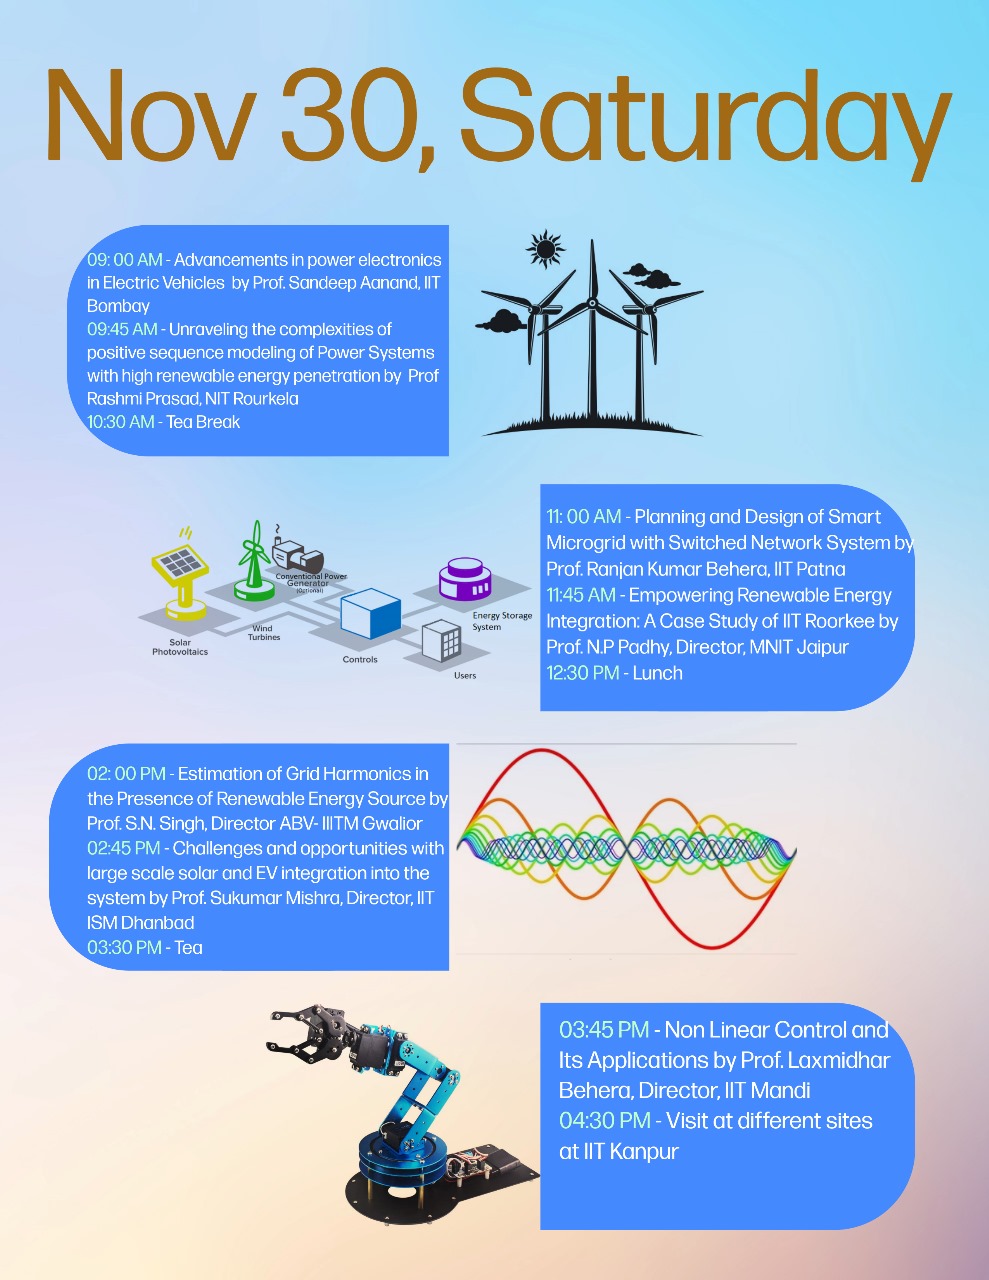 Nov 30, Saturday
09: 00 AM - Advancements in power electronics
in Electric Vehicles by Prof. Sandeep Aanand, IIT
Bombay
09:45 AM - Unraveling the complexities of
positive sequence modeling of Power Systems
with high renewable energy penetration by Prof
Rashmi Prasad, NIT Rourkela
10:30 AM - Tea Break
11: 00 AM - Planning and Design of Smart
Microgrid with Switched Network System by
Prof. Ranjan Kumar Behera, IIT Patna
11:45 AM - Empowering Renewable Energy
Integration: A Case Study of IIT Roorkee by
Prof. N.P Padhy, Director, MNIT Jaipur
12:30 PM - Lunch
Conventional Power
Generator
(Optional)
Solar
Photovoltaics
Wind
Turbines
Controls
Energy Storage
System
Users
02: 00 PM - Estimation of Grid Harmonics in
the Presence of Renewable Energy Source by
Prof. S.N. Singh, Director ABV- IIITM Gwalior
02:45 PM - Challenges and opportunities with
large scale solar and EV integration into the
system by Prof. Sukumar Mishra, Director, IIT
ISM Dhanbad
03:30 PM - Tea
03:45 PM - Non Linear Control and
Its Applications by Prof. Laxmidhar
Behera, Director, IIT Mandi
04:30 PM - Visit at different sites
at IIT Kanpur